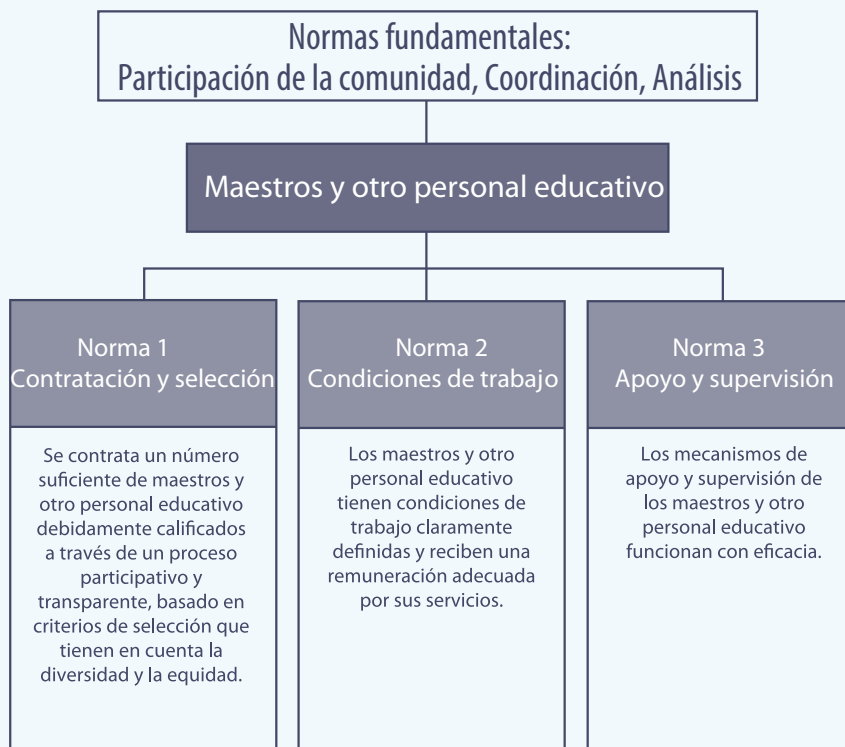 Normas fundamentales:
Participación de la comunidad, Coordinación, Análisis
Maestros y otro personal educativo
Norma 1
Contratación y selección
Se contrata un número
suficiente de maestros y
otro personal educativo
debidamente calificados
a través de un proceso
participativo y
transparente, basado en
criterios de selección que
tienen en cuenta la
diversidad y la equidad.
Norma 2
Condiciones de trabajo
Los maestros y otro
personal educativo
tienen condiciones de
trabajo claramente
definidas y reciben una
remuneración adecuada
por sus servicios.
Norma 3
Apoyo y supervisión
Los mecanismos de
apoyo y supervisión de
los maestros y otro
personal educativo
funcionan con eficacia.